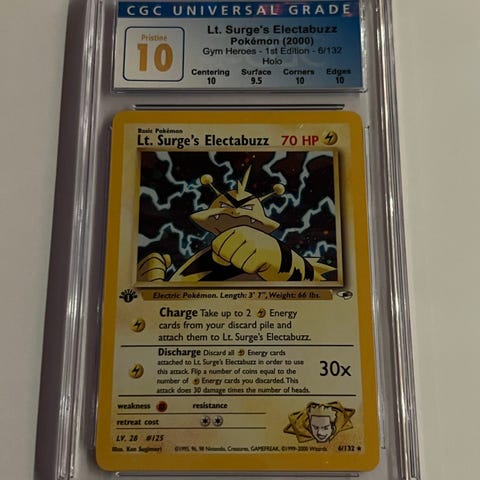 CGC UNIVERSAL GRADE
Pristine
10
Lt. Surge's Electabuzz
Pokémon (2000)
Gym Heroes - 1st Edition - 6/132
Holo
Centering Surface Corners Edges
10 9.5 10 10
Basic Pokémon
Lt. Surge's Electabuzz 70 HP
1
Electric Pokémon. Length: 3' 7", Weight: 66 lbs.
Charge Take up to 2 Energy
cards from your discard pile and
attach them to Lt. Surge's Electabuzz.
Discharge Discard all Energy cards
attached to Lt. Surge's Electabuzz in order to use
this attack. Flip a number of coins equal to the
number of Energy cards you discarded. This
attack does 30 damage times the number of heads.
30x
weakness resistance
retreat cost
LV. 28 #125
Illus. Ken Sugimori
©1995, 96, 98 Nintendo, Creatures, GAMEFREAK. ©1999-2000 Wizards.
6/132 ★